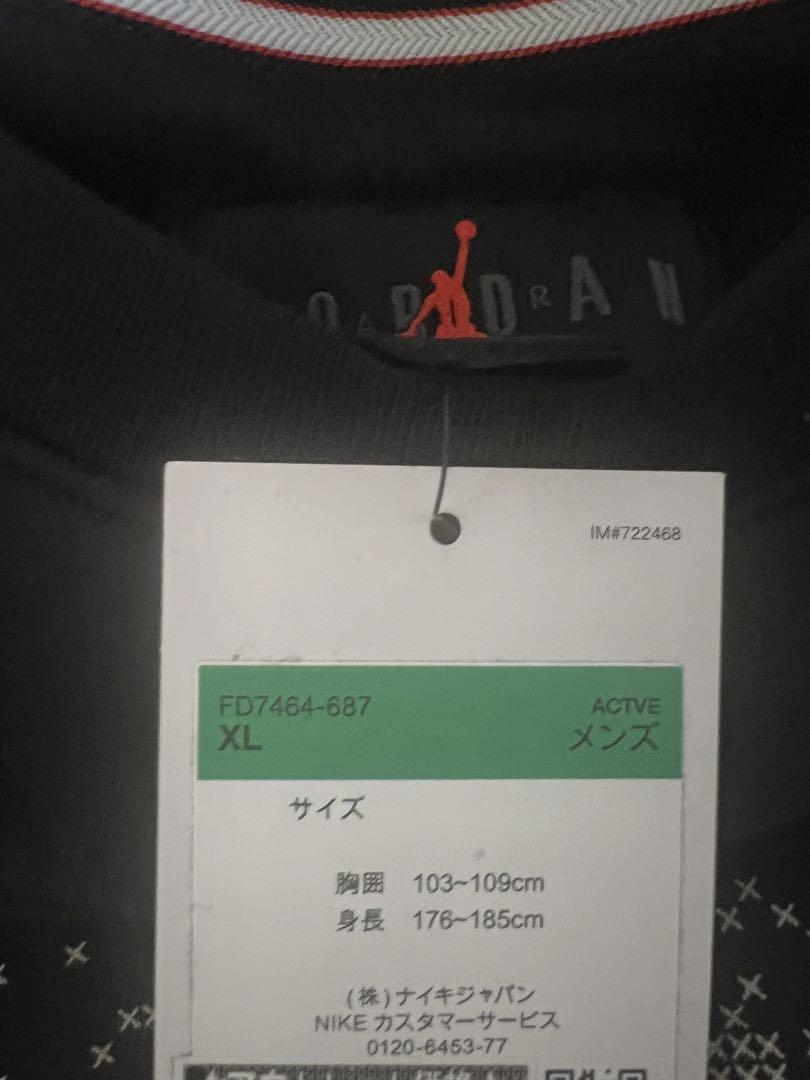 JORDAN
IM#722468
FD7464-687 ACTVE
XL メンズ
サイズ
胸囲 103~109cm
身長 176~185cm
(株)ナイキジャパン
NIKE カスタマーサービス
0120-6453-77